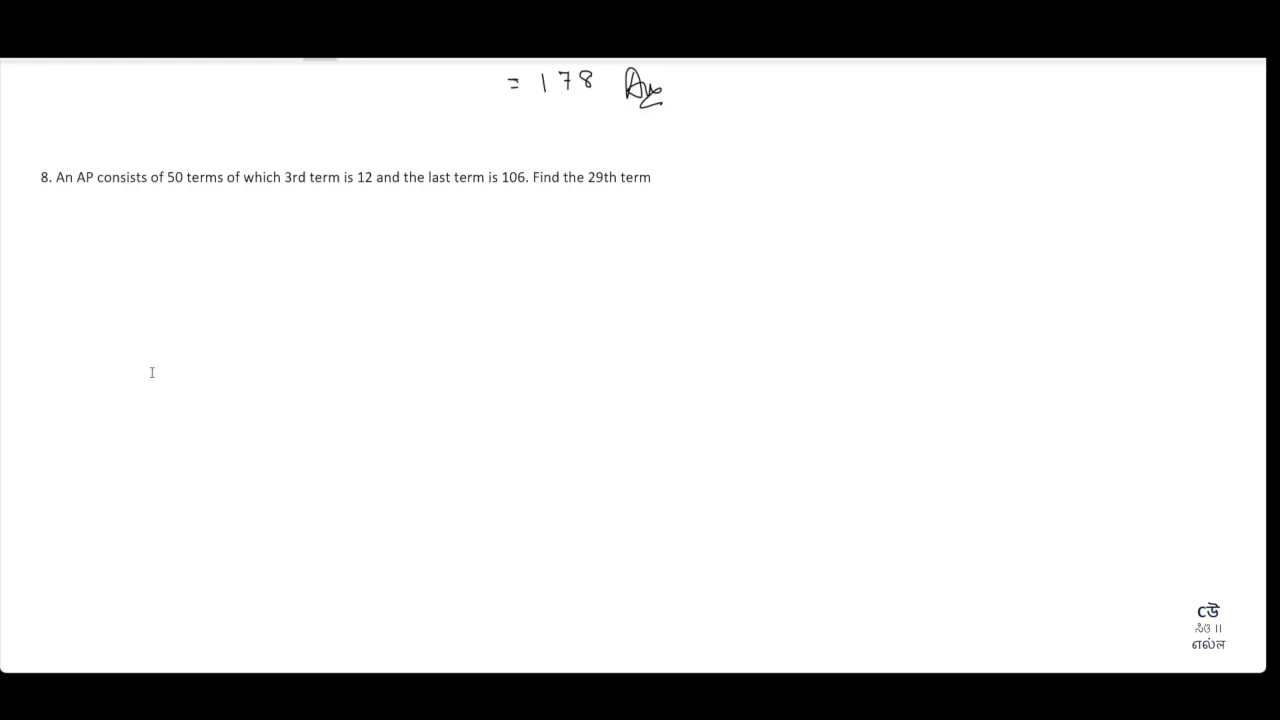 = 178 Ans
8. An AP consists of 50 terms of which 3rd term is 12 and the last term is 106. Find the 29th term